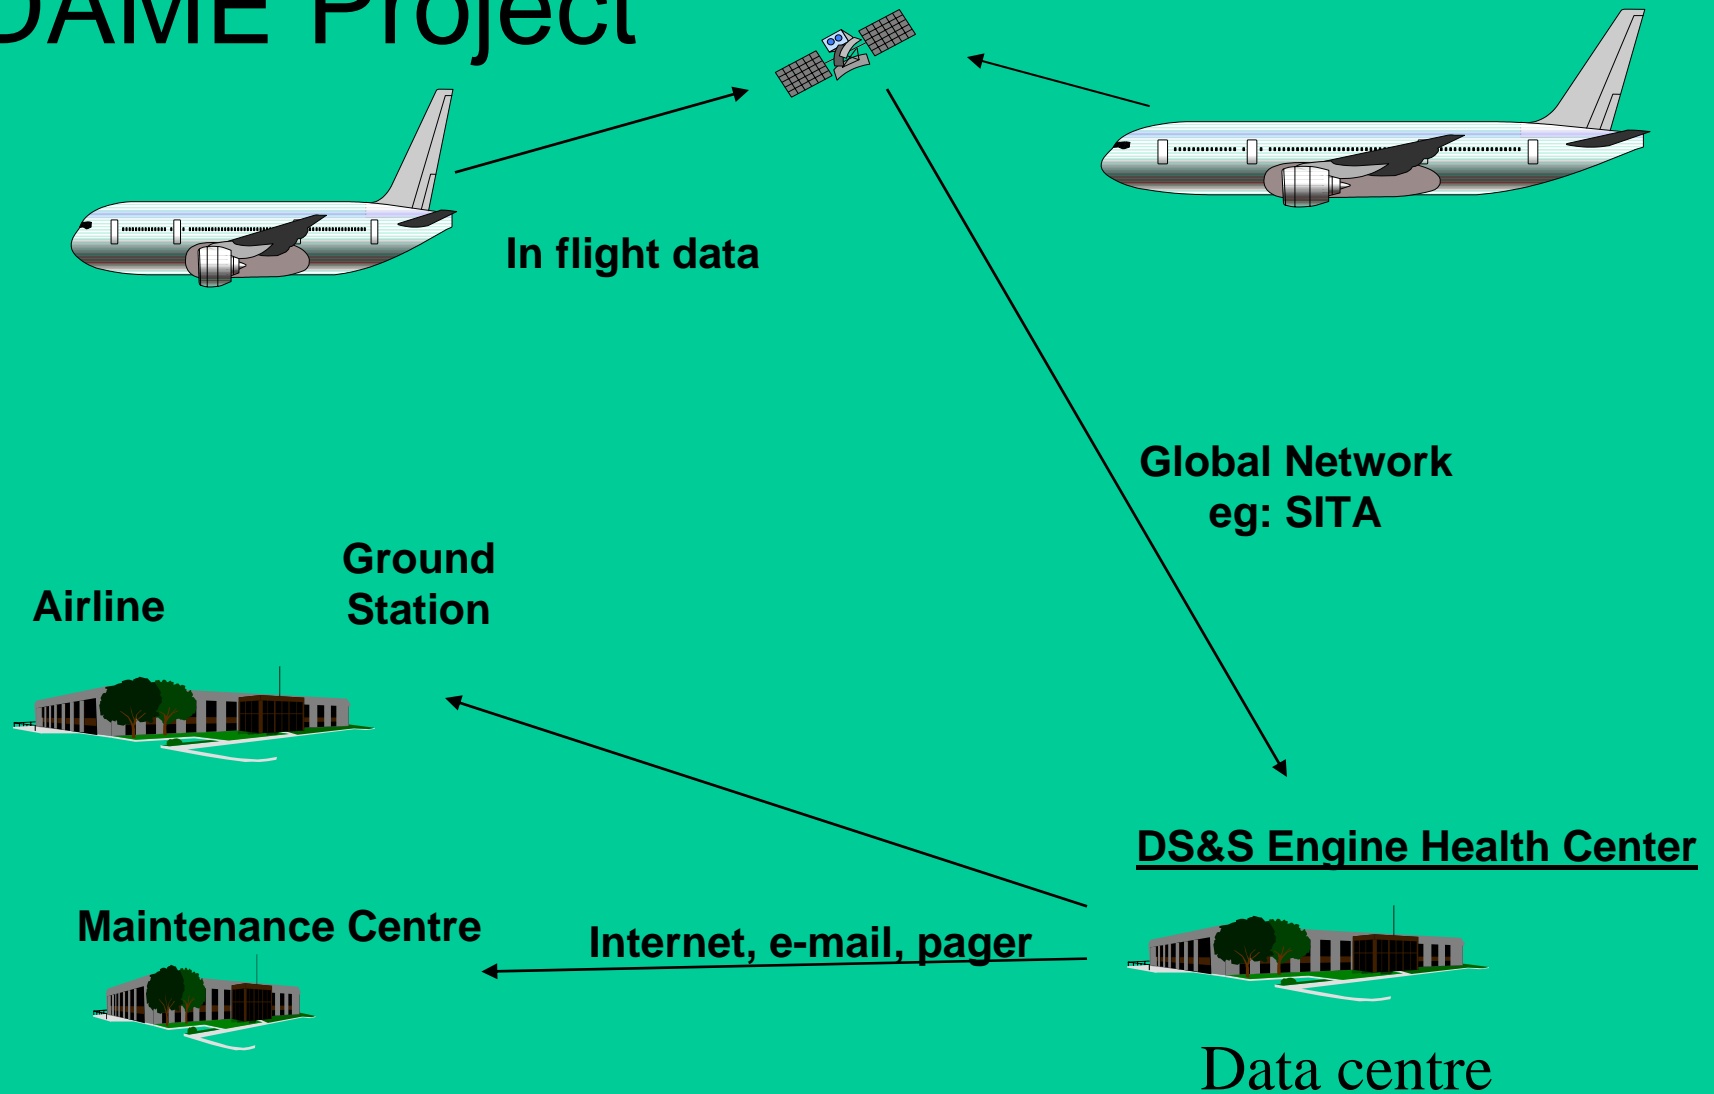 DAME Project
In flight data
Global Network
eg: SITA
Ground
Station
Airline
DS&S Engine Health Center
Maintenance Centre
Internet, e-mail, pager
Data centre